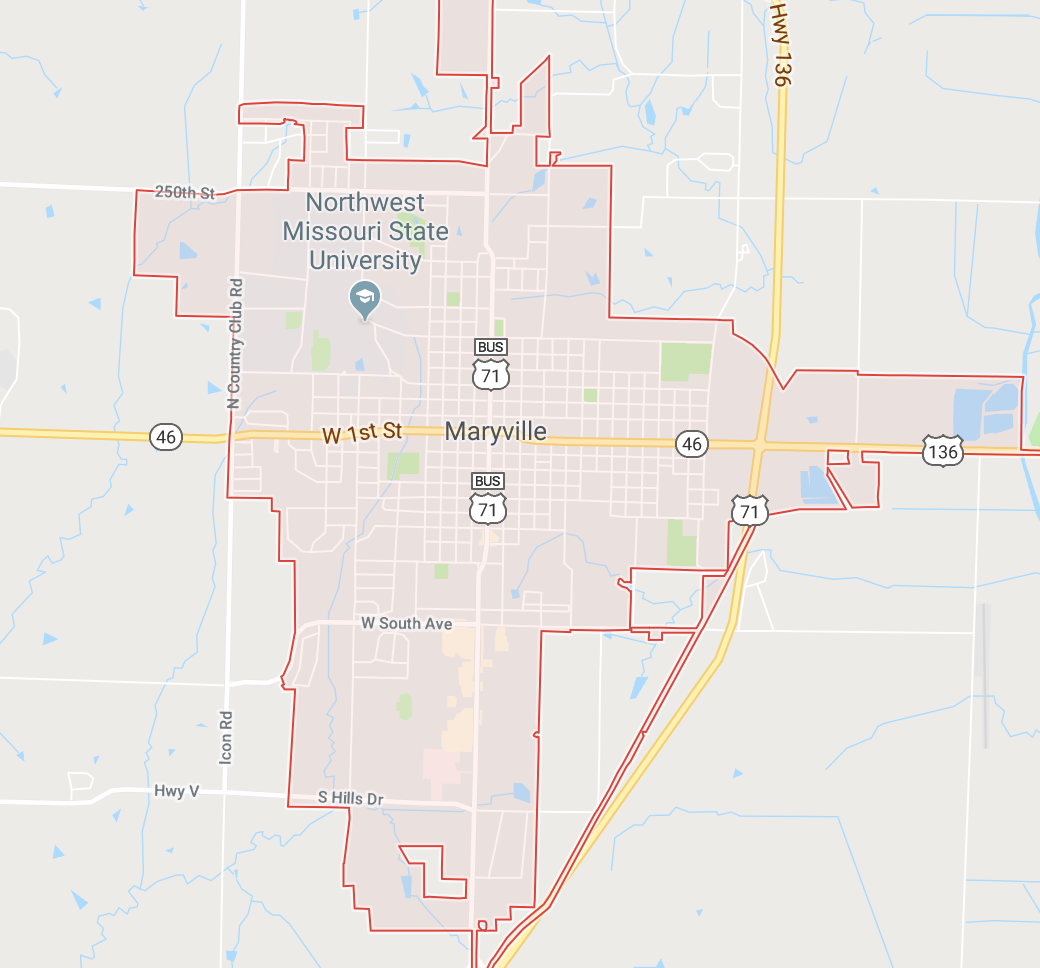 Hwy 136
250th St
Northwest
Missouri State
University
N Country Club Rd
BUS
71
46
W 1st St
Maryville
46
136
BUS
71
71
W South Ave
Icon Rd
Hwy V
S Hills Dr